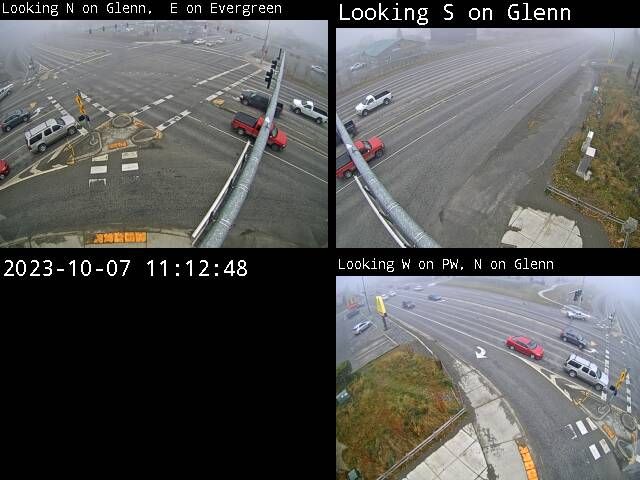 Looking N on Glenn, E on Evergreen
Looking S on Glenn
2023-10-07 11:12:48
Looking W on PW, N on Glenn